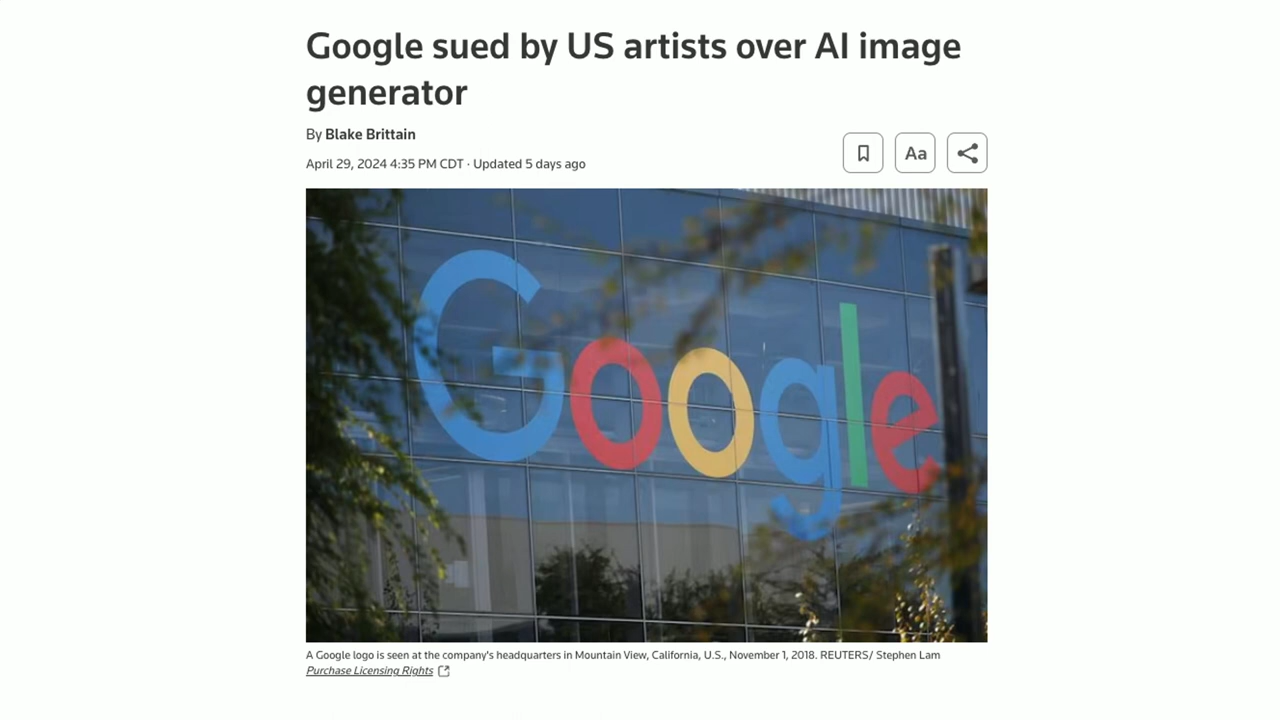 Google sued by US artists over AI image
generator
By Blake Brittain
April 29, 2024 4:35 PM CDT · Updated 5 days ago
Aa
Google
A Google logo is seen at the company's headquarters in Mountain View, California, U.S., November 1, 2018. REUTERS/ Stephen Lam
Purchase Licensing Rights